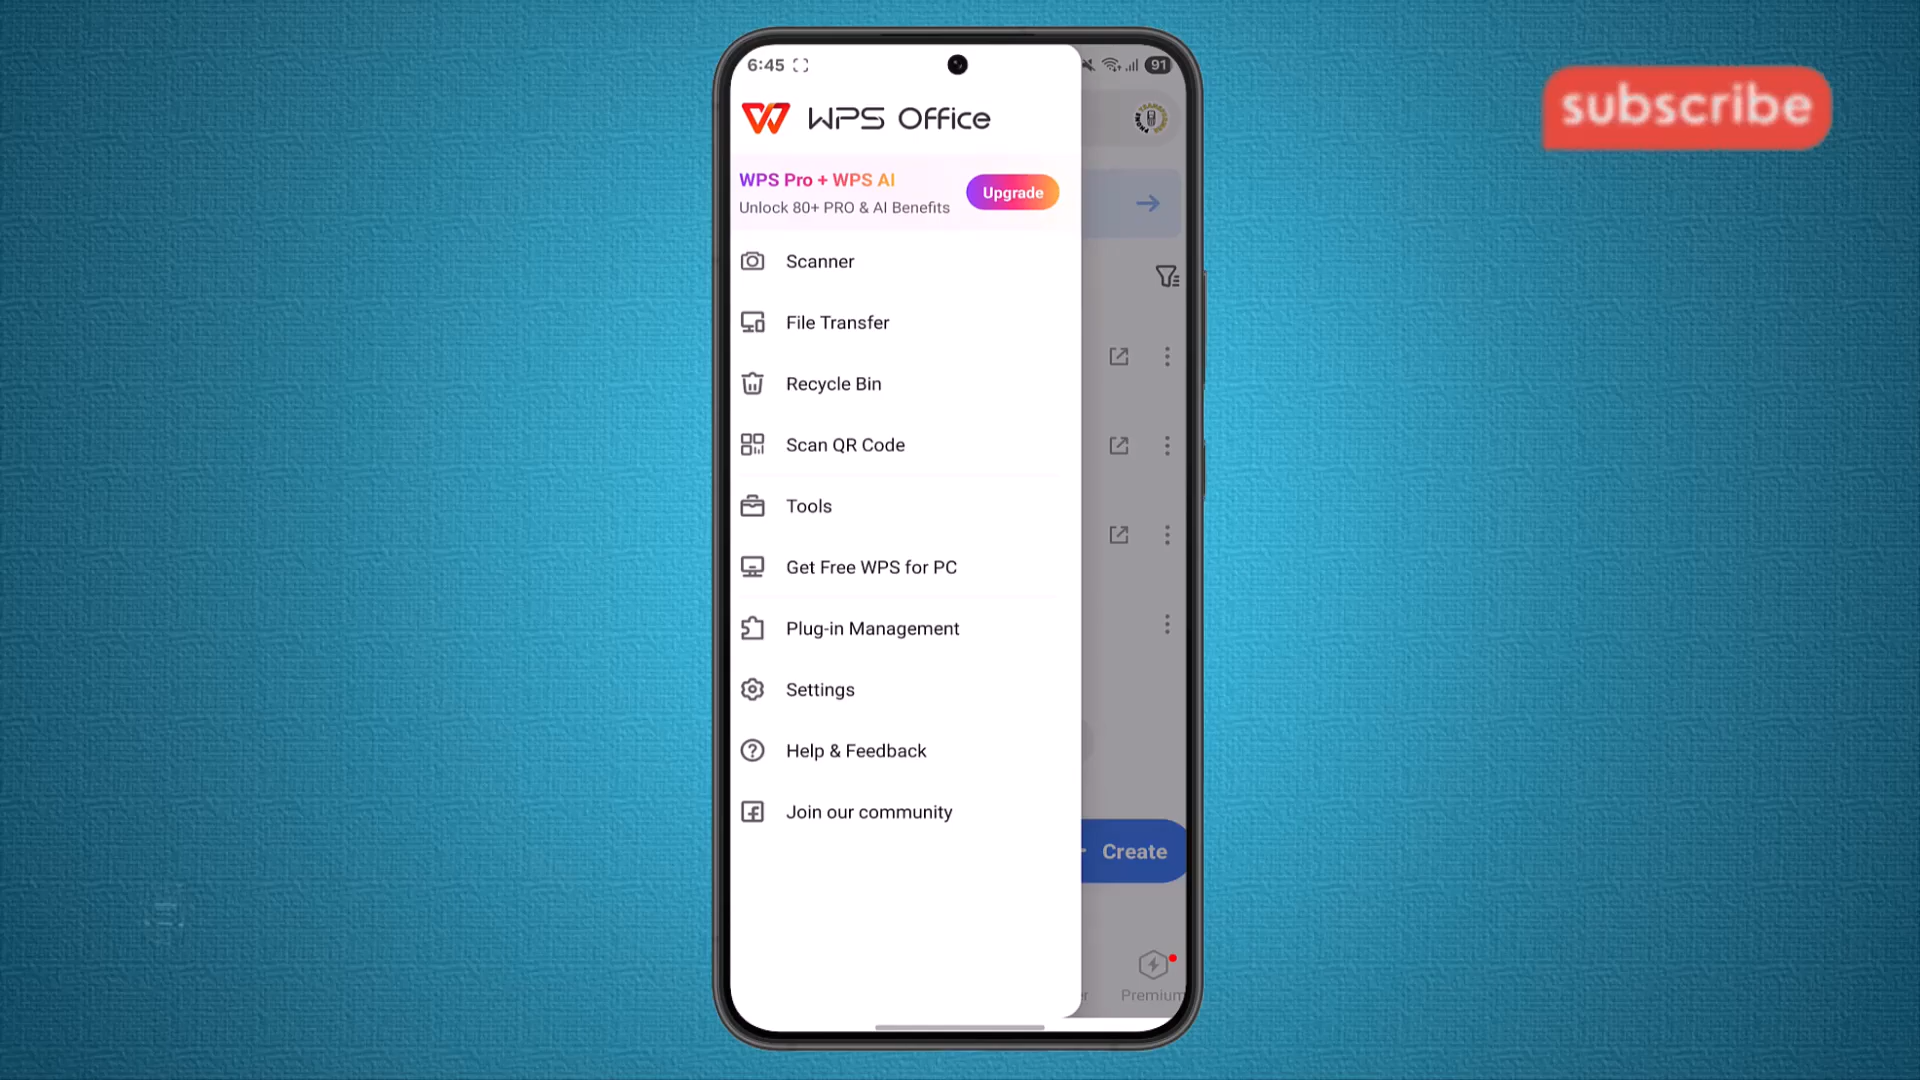 subscribe
6:45
91
WPS Office
WPS Pro + WPS AI
Unlock 80+ PRO & AI Benefits
Upgrade
Scanner
File Transfer
Recycle Bin
Scan QR Code
Tools
Get Free WPS for PC
Plug-in Management
Settings
Help & Feedback
Join our community
Create
Premium